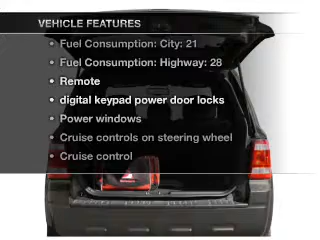 VEHICLE FEATURES
• Fuel Consumption: City: 21
• Fuel Consumption: Highway: 28
• Remote
• digital keypad power door locks
• Power windows
• Cruise controls on steering wheel
• Cruise control